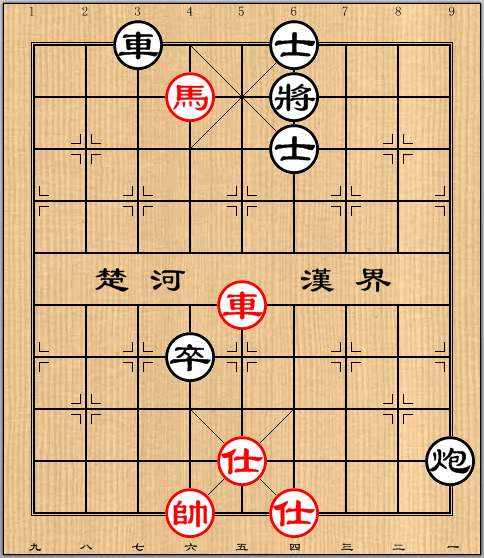 1 2 3 4 5 6 7 8 9
車 士
馬 將
士
楚 河 漢 界
車
卒
仕 炮
帥 仕
九 八 七 六 五 四 三 二 一